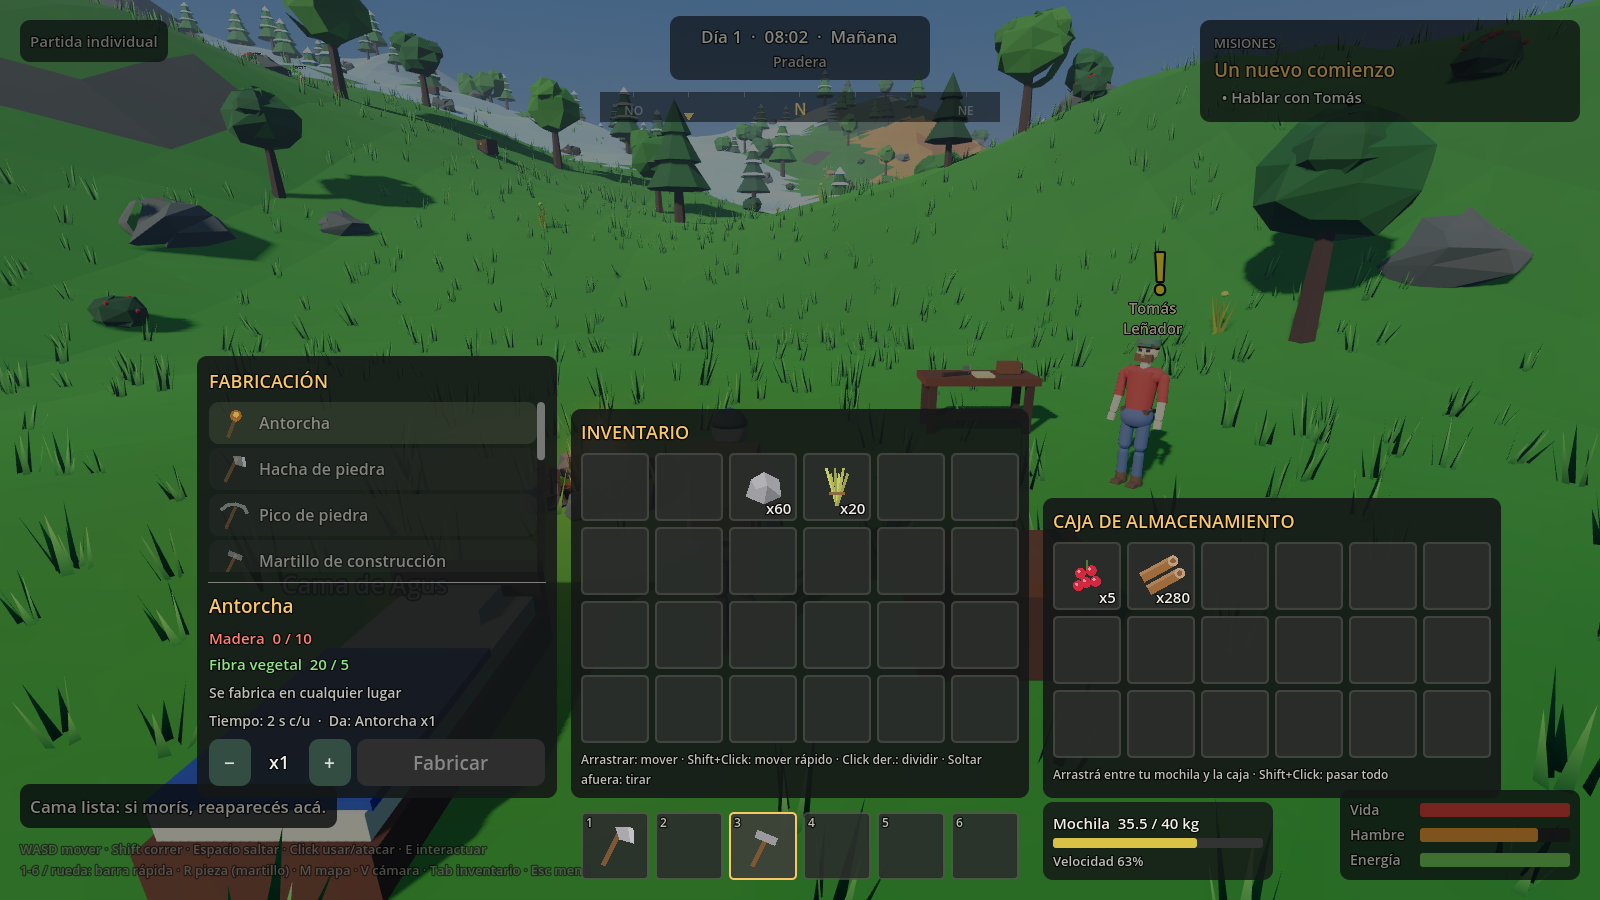 Partida individual
Día 1 · 08:02 · Mañana
Pradera
NO
N
NE
MISIONES
Un nuevo comienzo
• Hablar con Tomás
Tomás
Leñador
FABRICACIÓN
Antorcha
Hacha de piedra
Pico de piedra
Martillo de construcción
Cama de Agus
Antorcha
Madera 0 / 10
Fibra vegetal 20 / 5
Se fabrica en cualquier lugar
Tiempo: 2 s c/u · Da: Antorcha x1
−
x1
+
Fabricar
INVENTARIO
x60
x20
Arrastrar: mover · Shift+Click: mover rápido · Click der.: dividir · Soltar
afuera: tirar
CAJA DE ALMACENAMIENTO
x5
x280
Arrastrá entre tu mochila y la caja · Shift+Click: pasar todo
Cama lista: si morís, reaparecés acá.
WASD mover · Shift correr · Espacio saltar · Click usar/atacar · E interactuar
1-6 / rueda: barra rápida · R pieza (martillo) · M mapa · V cámara · Tab inventario · Esc men
1
2
3
4
5
6
Mochila 35.5 / 40 kg
Velocidad 63%
Vida
Hambre
Energía